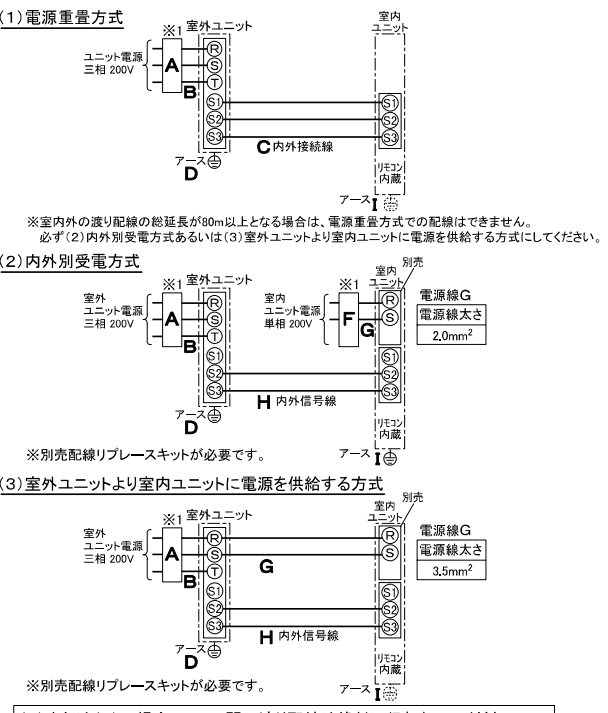 (1)電源重畳方式
※1 室外ユニット
室内
ユニット
ユニット電源
三相 200V
A
B
R
S
T
S1
S2
S3
S1
S2
S3
C 内外接続線
アース
D
リモコン
内蔵
アース I
※室内外の渡り配線の総延長が80m以上となる場合は、電源重畳方式での配線はできません。
必ず(2)内外別受電方式あるいは(3)室外ユニットより室内ユニットに電源を供給する方式にしてください。
(2)内外別受電方式
※1 室外ユニット
※1
室内
ユニット
別売
室外
ユニット電源
三相 200V
A
B
R
S
T
S1
S2
S3
室内
ユニット電源
単相 200V
F
G
R
S
S1
S2
S3
電源線G
電源線太さ
2.0mm²
H 内外信号線
アース
D
リモコン
内蔵
※別売配線リプレースキットが必要です。
アース I
(3)室外ユニットより室内ユニットに電源を供給する方式
※1 室外ユニット
室内
ユニット
別売
室外
ユニット電源
三相 200V
A
B
R
S
T
S1
S2
S3
G
R
S
S1
S2
S3
電源線G
電源線太さ
3.5mm²
H 内外信号線
アース
D
リモコン
内蔵
※別売配線リプレースキットが必要です。
アース I